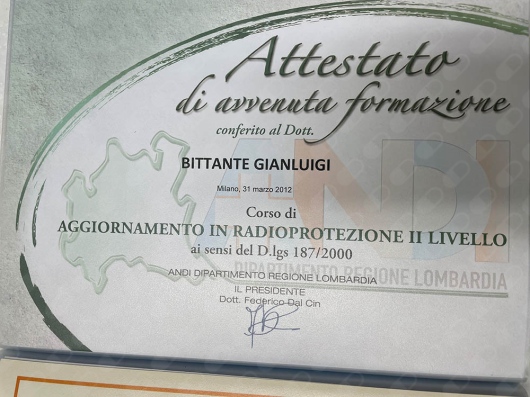 Attestato
di avvenuta formazione
conferito al Dott.
BITTANTE GIANLUIGI
Milano, 31 marzo 2012
Corso di
AGGIORNAMENTO IN RADIOPROTEZIONE II LIVELLO
ai sensi del D.lgs 187/2000
ANDI
DIPARTIMENTO REGIONE LOMBARDIA
ANDI DIPARTIMENTO REGIONE LOMBARDIA
IL PRESIDENTE
Dott. Federico Dal Cin